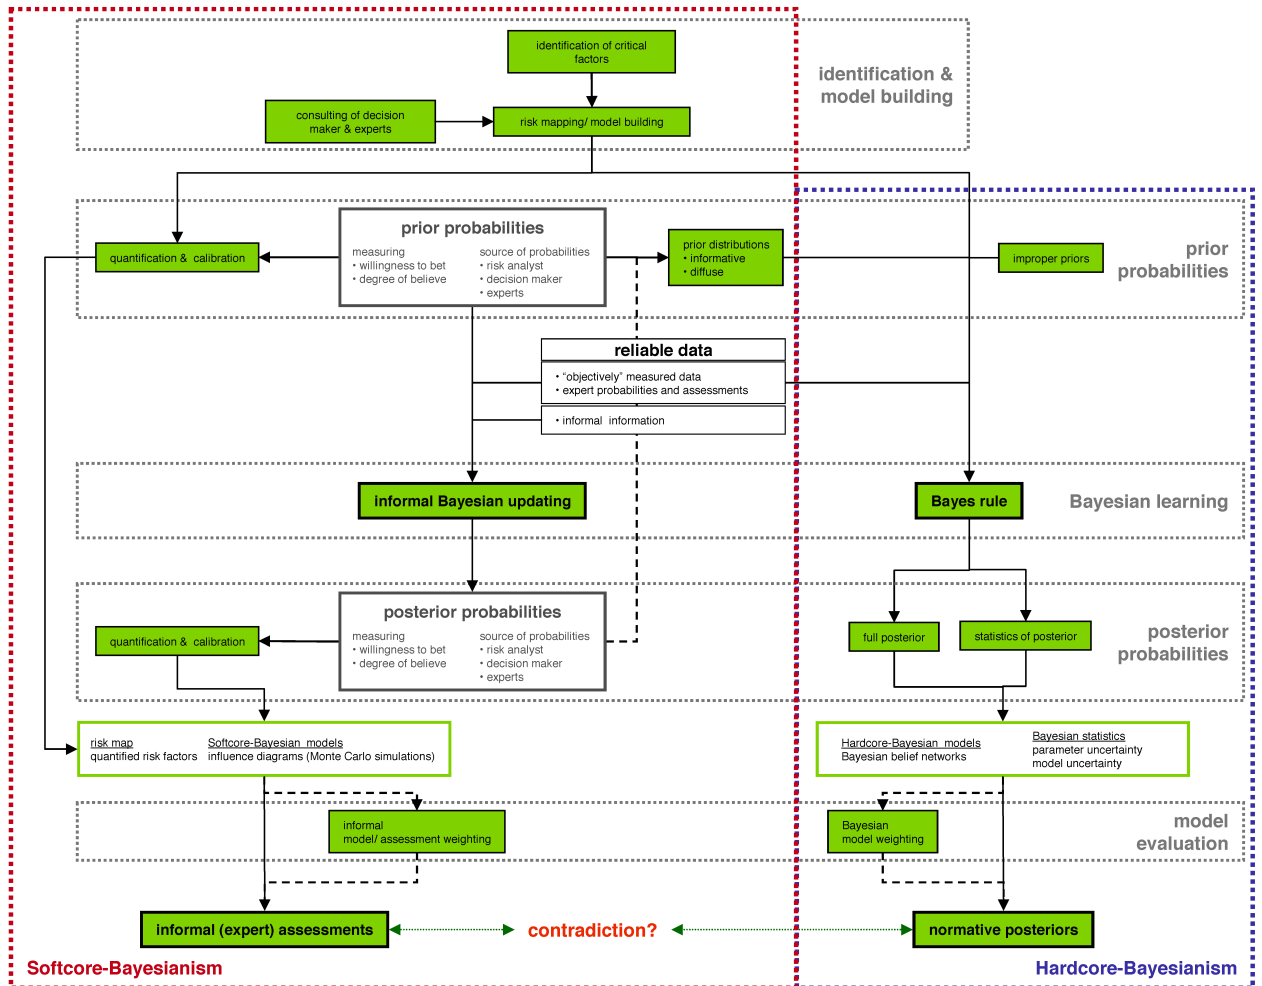 identification of critical
factors
identification &
model building
consulting of decision
maker & experts
risk mapping/ model building
prior probabilities
measuring
• willingness to bet
• degree of believe
source of probabilities
• risk analyst
• decision maker
• experts
quantification & calibration
prior distributions
• informative
• diffuse
improper priors
prior
probabilities
reliable data
• “objectively” measured data
• expert probabilities and assessments
• informal information
informal Bayesian updating
Bayes rule
Bayesian learning
posterior probabilities
measuring
• willingness to bet
• degree of believe
source of probabilities
• risk analyst
• decision maker
• experts
quantification & calibration
full posterior
statistics of posterior
posterior
probabilities
risk map
quantified risk factors
Softcore-Bayesian models
influence diagrams (Monte Carlo simulations)
Hardcore-Bayesian models
Bayesian belief networks
Bayesian statistics
parameter uncertainty
model uncertainty
informal
model/ assessment weighting
Bayesian
model weighting
model
evaluation
informal (expert) assessments
contradiction?
normative posteriors
Softcore-Bayesianism
Hardcore-Bayesianism